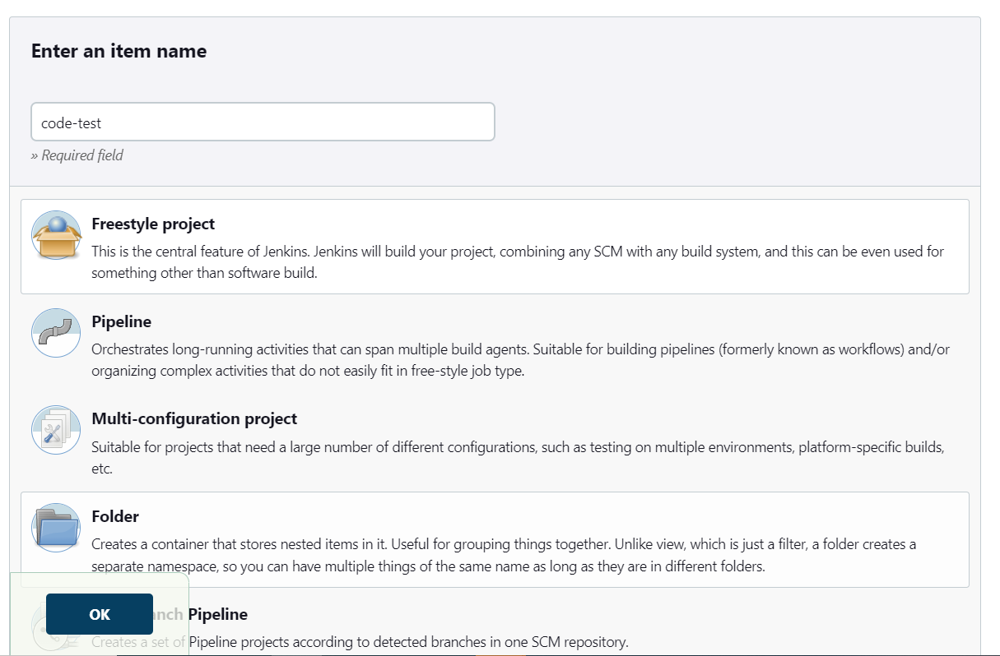 Enter an item name
code-test
» Required field
Freestyle project
This is the central feature of Jenkins. Jenkins will build your project, combining any SCM with any build system, and this can be even used for
something other than software build.
Pipeline
Orchestrates long-running activities that can span multiple build agents. Suitable for building pipelines (formerly known as workflows) and/or
organizing complex activities that do not easily fit in free-style job type.
Multi-configuration project
Suitable for projects that need a large number of different configurations, such as testing on multiple environments, platform-specific builds,
etc.
Folder
Creates a container that stores nested items in it. Useful for grouping things together. Unlike view, which is just a filter, a folder creates a
separate namespace, so you can have multiple things of the same name as long as they are in different folders.
OK
Pipeline
Creates a set of Pipeline projects according to detected branches in one SCM repository.